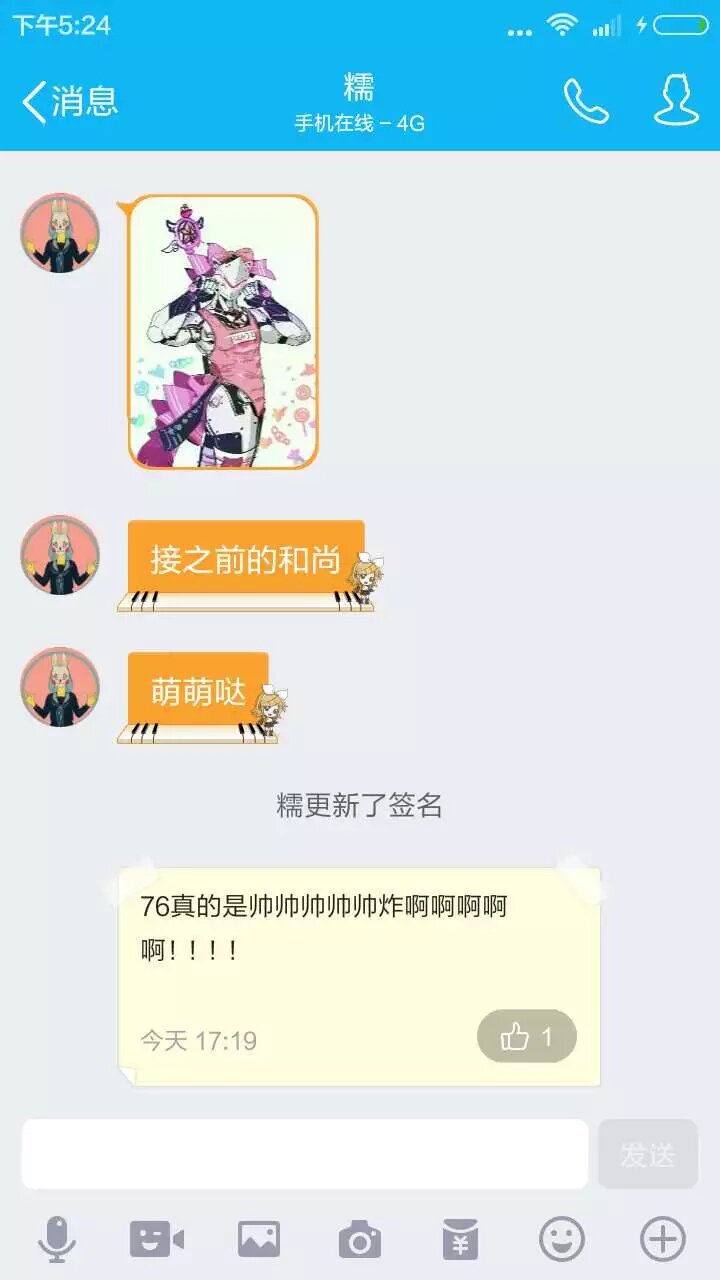 下午5:24
消息
糯
手机在线 – 4G
接之前的和尚
萌萌哒
糯更新了签名
76真的是帅帅帅帅帅炸啊啊啊啊
啊！！！！
今天 17:19
1
发送